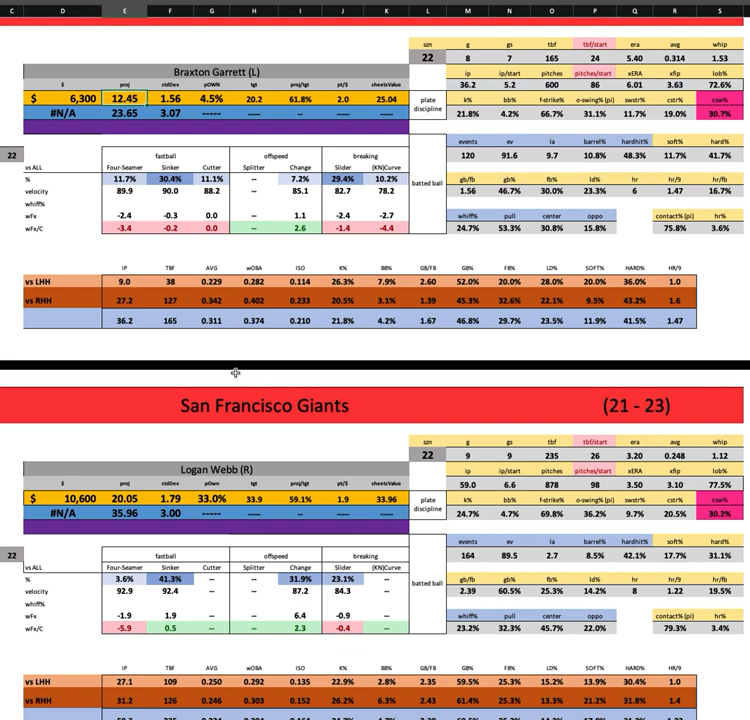 C D E F G H I J K L M N O P Q R S
szn g gs tbf tbf/start era avg whip
22 8 7 165 24 5.40 0.314 1.53
Braxton Garrett (L) ip ip/start pitches pitches/start xERA xfip lob%
$ proj stdDev pOWN tgt proj/tgt pt/$ sheetsValue 36.2 5.2 600 86 6.01 3.63 72.6%
$ 6,300 12.45 1.56 4.5% 20.2 61.8% 2.0 25.04 plate discipline k% bb% f-strike% o-swing% (pi) swstr% cstr% csw%
#N/A 23.65 3.07 ----- -- -- -- -- 21.8% 4.2% 66.7% 31.1% 11.7% 19.0% 30.7%
events ev la barrel% hardhit% soft% hard%
22 fastball offspeed breaking batted ball 120 91.6 9.7 10.8% 48.3% 11.7% 41.7%
vs ALL Four-Seamer Sinker Cutter Splitter Change Slider (KN)Curve
% 11.7% 30.4% 11.1% -- 7.2% 29.4% 10.2% gb/fb gb% fb% ld% hr hr/9 hr/fb
velocity 89.9 90.0 88.2 -- 85.1 82.7 78.2 1.56 46.7% 30.0% 23.3% 6 1.47 16.7%
whiff%
wFx -2.4 -0.3 0.0 1.1 -2.4 -2.7 whiff% pull center oppo contact% (pi) hr%
wFx/C -3.4 -0.2 0.0 -- 2.6 -1.4 -4.4 24.7% 53.3% 30.8% 15.8% 75.8% 3.6%
IP TBF AVG wOBA ISO K% BB% GB/FB GB% FB% LD% SOFT% HARD% HR/9
vs LHH 9.0 38 0.229 0.282 0.114 26.3% 7.9% 2.60 52.0% 20.0% 28.0% 20.0% 36.0% 1.0
vs RHH 27.2 127 0.342 0.402 0.233 20.5% 3.1% 1.39 45.3% 32.6% 22.1% 9.5% 43.2% 1.6
36.2 165 0.311 0.374 0.210 21.8% 4.2% 1.67 46.8% 29.7% 23.5% 11.9% 41.5% 1.47
San Francisco Giants (21 - 23)
szn g gs tbf tbf/start era avg whip
22 9 9 235 26 3.20 0.248 1.12
Logan Webb (R) ip ip/start pitches pitches/start xERA xfip lob%
$ proj stdDev pOwn tgt proj/tgt pt/$ sheetsValue 59.0 6.6 878 98 3.50 3.10 77.5%
$ 10,600 20.05 1.79 33.0% 33.9 59.1% 1.9 33.96 plate discipline k% bb% f-strike% o-swing% (pi) swstr% cstr% csw%
#N/A 35.96 3.00 ----- -- -- -- -- 24.7% 4.7% 69.8% 36.2% 9.7% 20.5% 30.2%
events ev la barrel% hardhit% soft% hard%
22 fastball offspeed breaking batted ball 164 89.5 2.7 8.5% 42.1% 17.7% 31.1%
vs ALL Four-Seamer Sinker Cutter Splitter Change Slider (KN)Curve
% 3.6% 41.3% -- -- 31.9% 23.1% -- gb/fb gb% fb% ld% hr hr/9 hr/fb
velocity 92.9 92.4 -- -- 87.2 84.3 -- 2.39 60.5% 25.3% 14.2% 8 1.22 19.5%
whiff%
wFx -1.9 1.9 6.4 -0.9 whiff% pull center oppo contact% (pi) hr%
wFx/C -5.9 0.5 -- -- 2.3 -0.4 -- 23.2% 32.3% 45.7% 22.0% 79.3% 3.4%
IP TBF AVG wOBA ISO K% BB% GB/FB GB% FB% LD% SOFT% HARD% HR/9
vs LHH 27.1 109 0.250 0.292 0.135 22.9% 2.8% 2.35 59.5% 25.3% 15.2% 13.9% 30.4% 1.0
vs RHH 31.2 126 0.246 0.303 0.152 26.2% 6.3% 2.43 61.4% 25.3% 13.3% 21.2% 31.8% 1.4